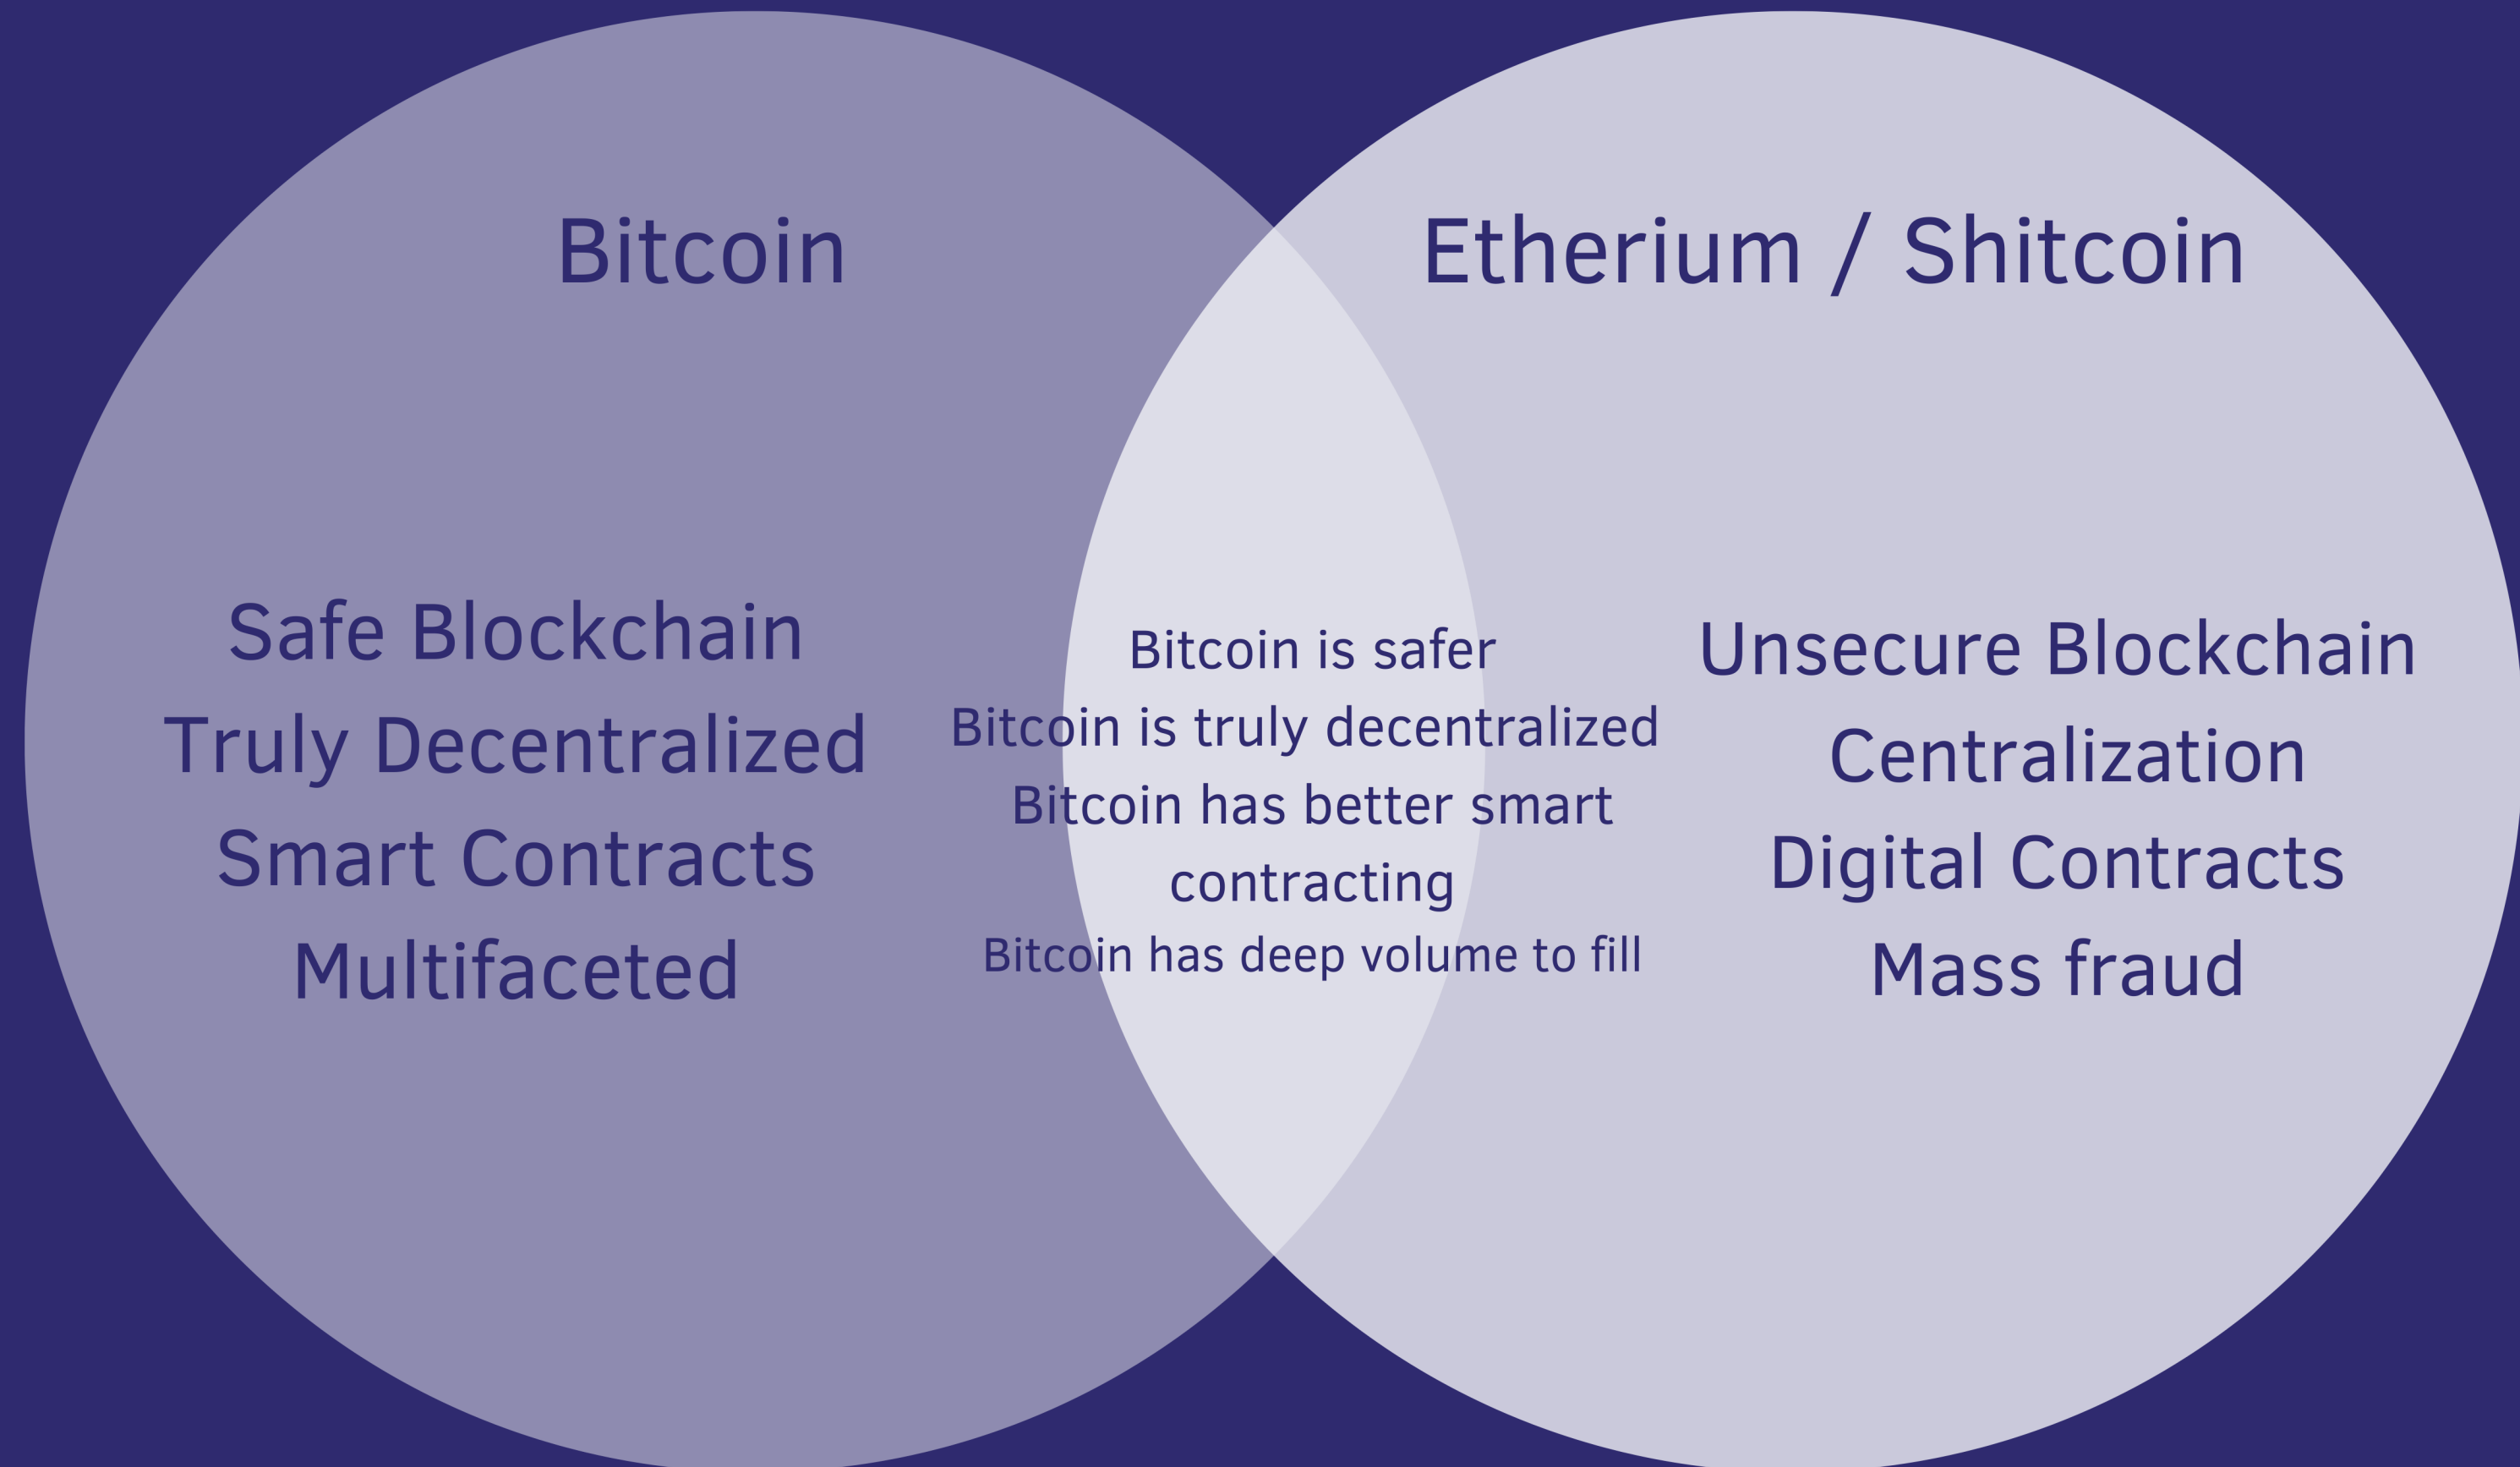 Bitcoin
Safe Blockchain
Truly Decentralized
Smart Contracts
Multifaceted
Bitcoin is safer
Bitcoin is truly decentralized
Bitcoin has better smart
contracting
Bitcoin has deep volume to fill
Etherium / Shitcoin
Unsecure Blockchain
Centralization
Digital Contracts
Mass fraud